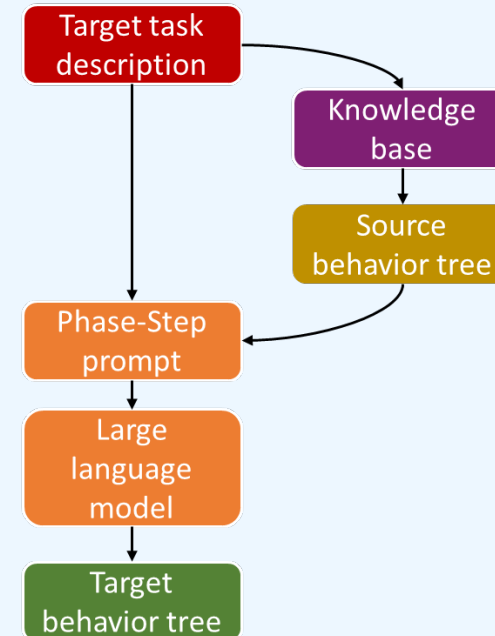 Target task
description
Knowledge
base
Source
behavior tree
Phase-Step
prompt
Large
language
model
Target
behavior tree